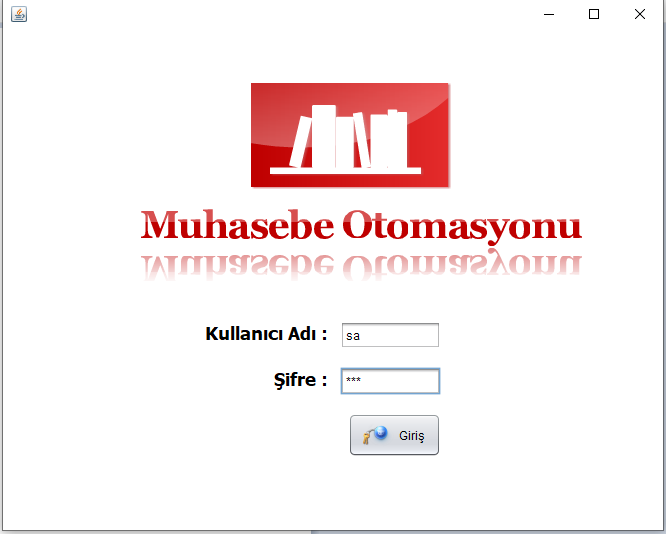 Muhasebe Otomasyonu
Kullanıcı Adı : sa
Şifre : ***
Giriş